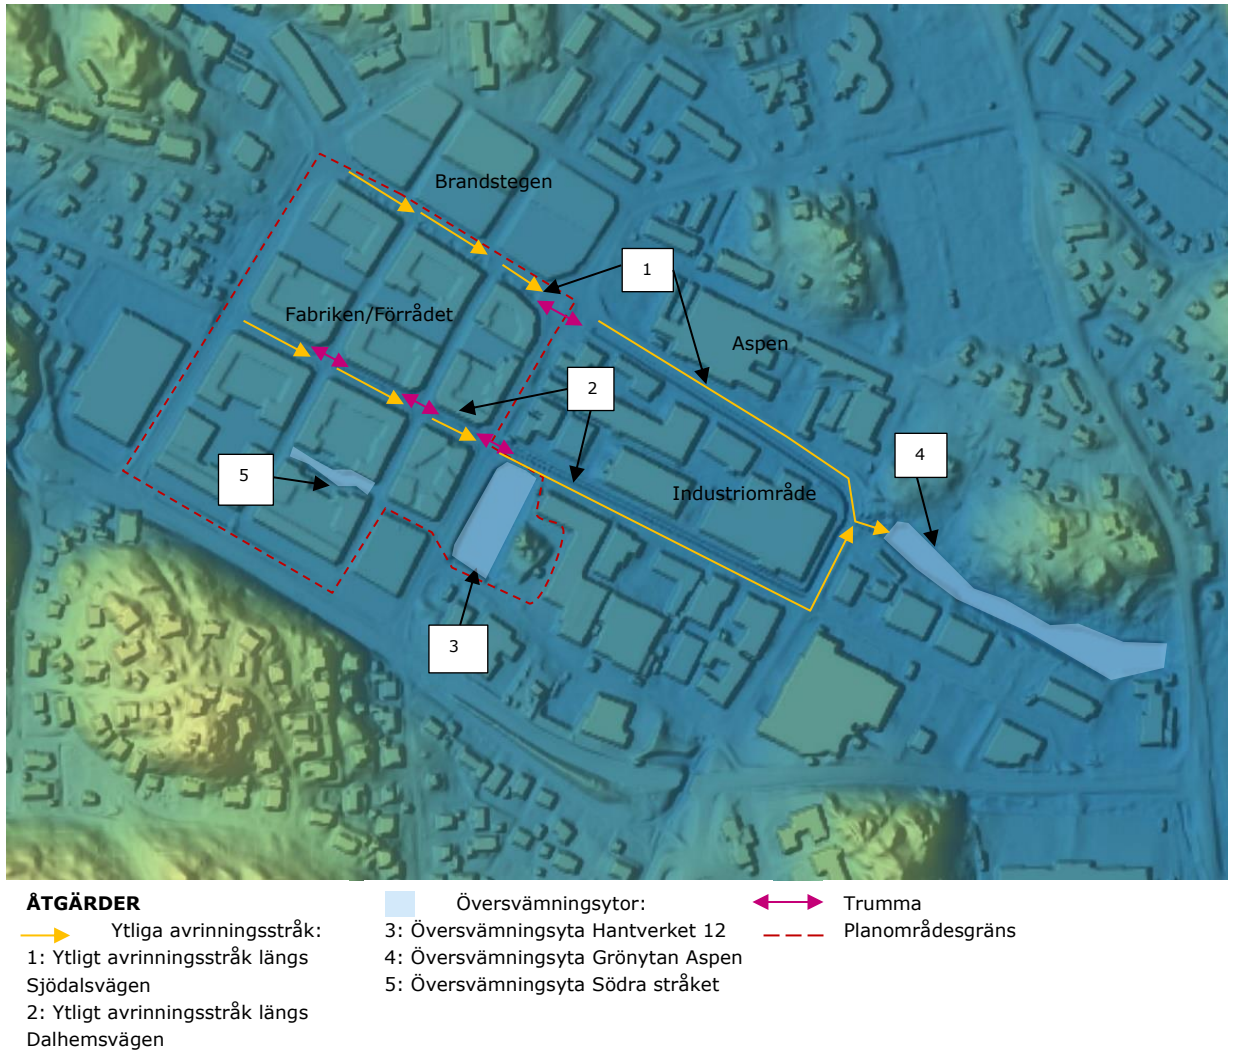 Brandstegen
1
Fabriken/Förrådet
Aspen
2
4
5
Industriområde
3
ÅTGÄRDER
Ytliga avrinningsstråk:
1: Ytligt avrinningsstråk längs
Sjödalsvägen
2: Ytligt avrinningsstråk längs
Dalhemsvägen
Översvämningsytor:
3: Översvämningsyta Hantverket 12
4: Översvämningsyta Grönytan Aspen
5: Översvämningsyta Södra stråket
Trumma
Planområdesgräns